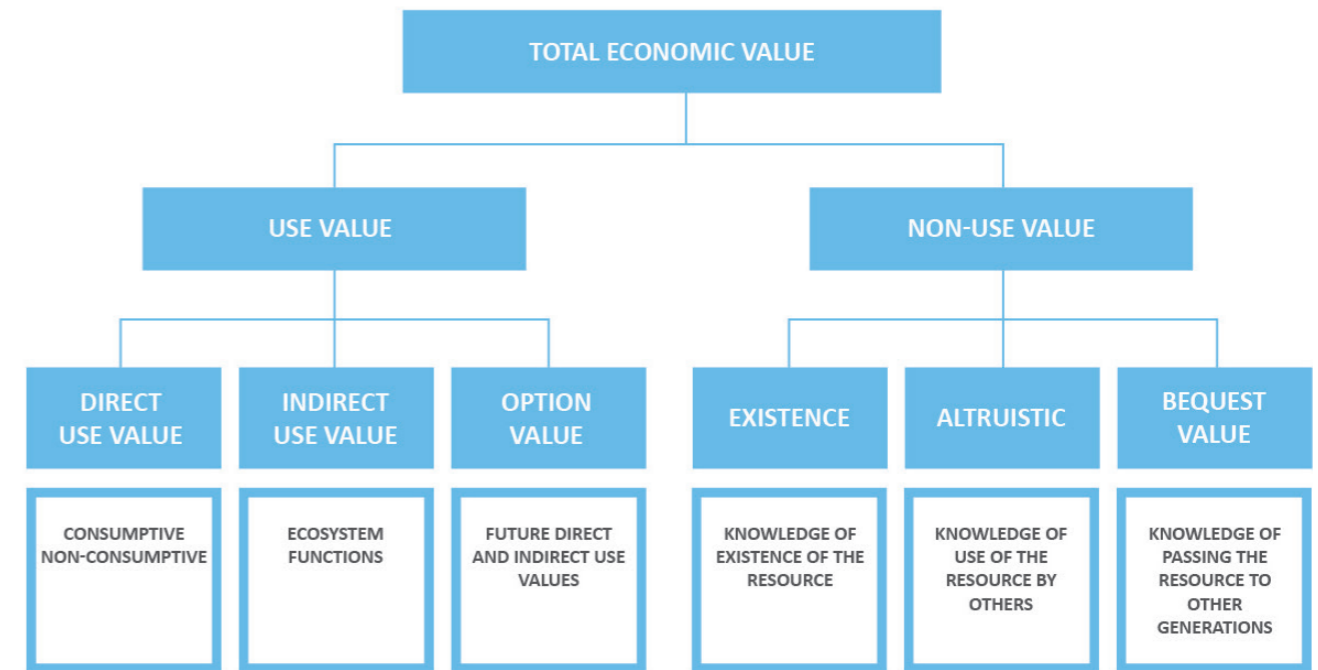 TOTAL ECONOMIC VALUE
USE VALUE
NON-USE VALUE
DIRECT
USE VALUE
INDIRECT
USE VALUE
OPTION
VALUE
EXISTENCE
ALTRUISTIC
BEQUEST
VALUE
CONSUMPTIVE
NON-CONSUMPTIVE
ECOSYSTEM
FUNCTIONS
FUTURE DIRECT
AND INDIRECT USE
VALUES
KNOWLEDGE OF
EXISTENCE OF THE
RESOURCE
KNOWLEDGE OF
USE OF THE
RESOURCE BY
OTHERS
KNOWLEDGE OF
PASSING THE
RESOURCE TO
OTHER
GENERATIONS